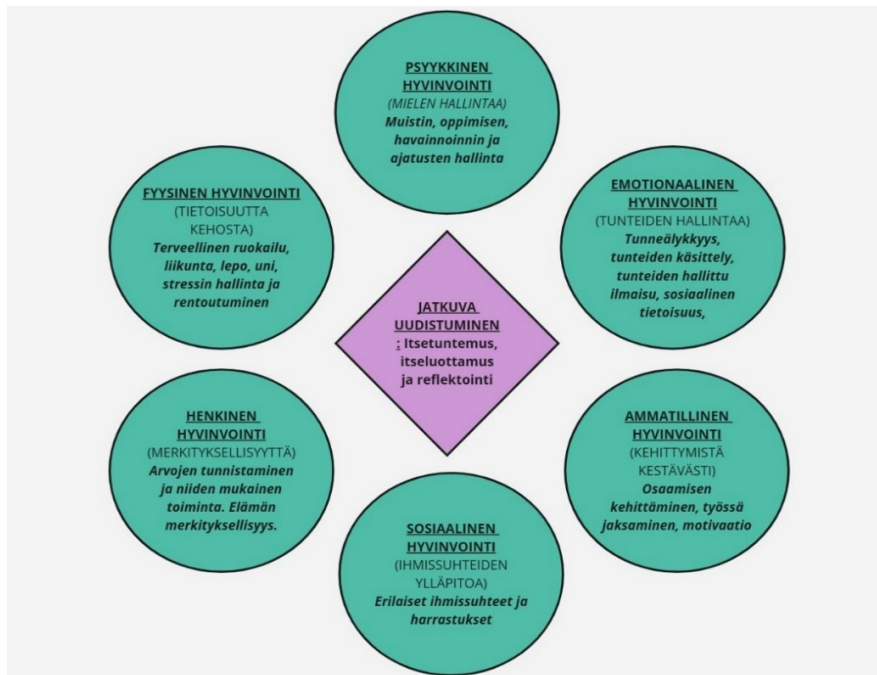 PSYYKKINEN
HYVINVOINTI
(MIELEN HALLINTAA)
Muistin, oppimisen,
havainnoinnin ja
ajatusten hallinta
FYYSINEN HYVINVOINTI
(TIETOISUUTTA
KEHOSTA)
Terveellinen ruokailu,
liikunta, lepo, uni,
stressin hallinta ja
rentoutuminen
EMOTIONAALINEN
HYVINVOINTI
(TUNTEIDEN HALLINTAA)
Tunneälykkyys,
tunteiden käsittely,
tunteiden hallittu
ilmaisu, sosiaalinen
tietoisuus,
JATKUVA
UUDISTUMINEN
: Itsetuntemus,
itseluottamus
ja reflektointi
HENKINEN
HYVINVOINTI
(MERKITYKSELLISYYTTÄ)
Arvojen tunnistaminen
ja niiden mukainen
toiminta. Elämän
merkityksellisyys.
AMMATILLINEN
HYVINVOINTI
(KEHITTYMISTÄ
KESTÄVÄSTI)
Osaamisen
kehittäminen, työssä
jaksaminen, motivaatio
SOSIAALINEN
HYVINVOINTI
(IHMISSUHTEIDEN
YLLÄPITOA)
Erilaiset ihmissuhteet ja
harrastukset